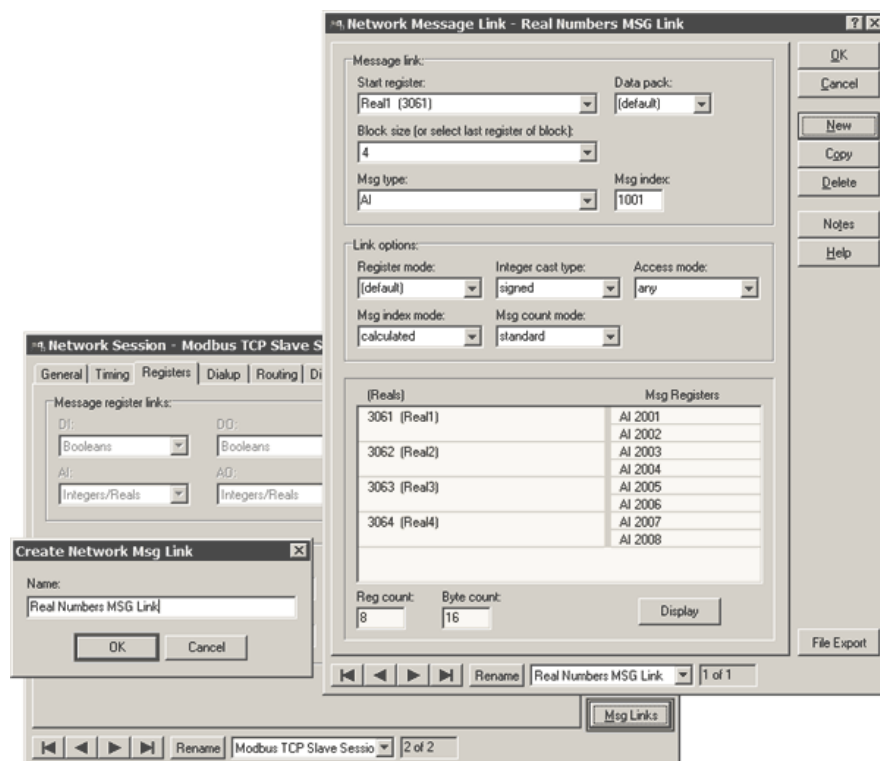 Network Message Link - Real Numbers MSG Link
Message link:
Start register:
Data pack:
Real1 (3061)
(default)
Block size (or select last register of block):
4
Msg type:
Msg index:
AI
1001
Link options:
Register mode:
Integer cast type:
Access mode:
(default)
signed
any
Msg index mode:
Msg count mode:
calculated
standard
(Reals)
Msg Registers
3061 (Real1)
AI 2001
AI 2002
3062 (Real2)
AI 2003
AI 2004
3063 (Real3)
AI 2005
AI 2006
3064 (Real4)
AI 2007
AI 2008
Reg count:
Byte count:
8
16
Display
Rename
Real Numbers MSG Link
1 of 1
OK
Cancel
New
Copy
Delete
Notes
Help
File Export
Network Session - Modbus TCP Slave S
General
Timing
Registers
Dialup
Routing
Di
Message register links:
DI:
DO:
Booleans
Booleans
AI:
AO:
Integers/Reals
Integers/Reals
Create Network Msg Link
Name:
Real Numbers MSG Link
OK
Cancel
Msg Links
Rename
Modbus TCP Slave Sessio
2 of 2